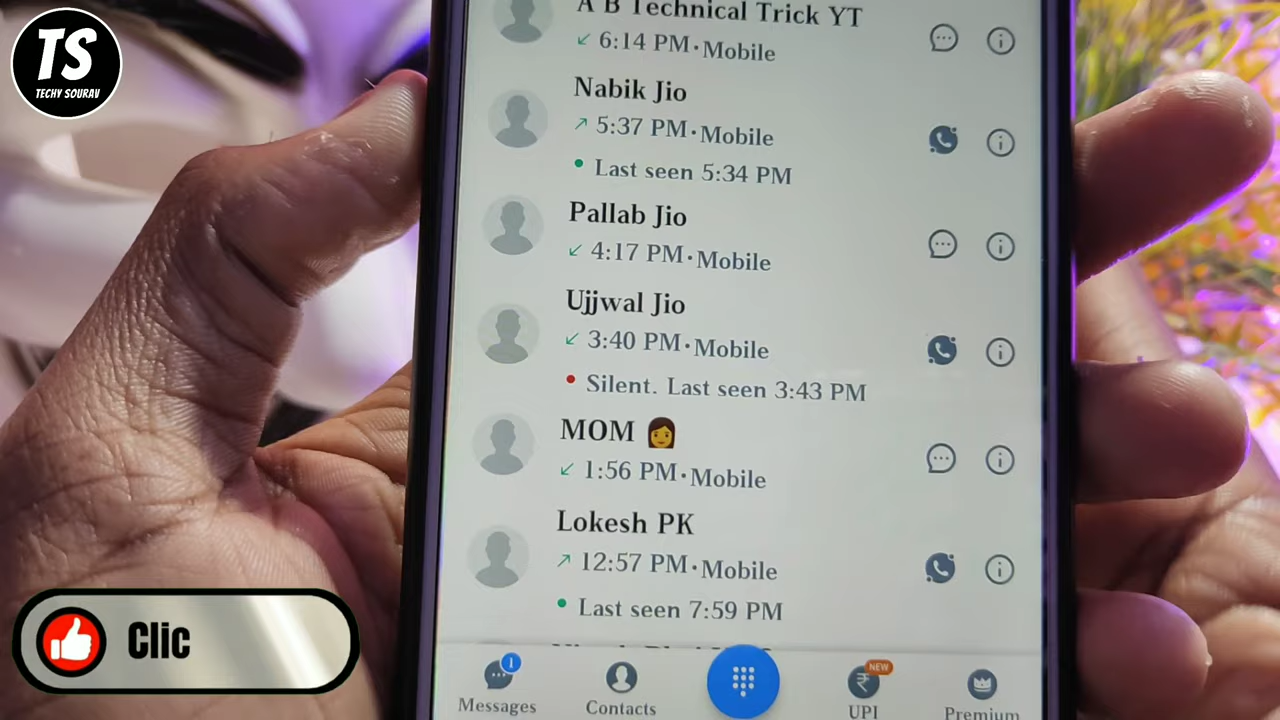 TS
TECHY SOURAV
A B Technical Trick YT
↙ 6:14 PM•Mobile
Nabik Jio
↗ 5:37 PM•Mobile
Last seen 5:34 PM
Pallab Jio
↙ 4:17 PM•Mobile
Ujjwal Jio
↙ 3:40 PM•Mobile
Silent. Last seen 3:43 PM
MOM 👩
↙ 1:56 PM•Mobile
Lokesh PK
↗ 12:57 PM•Mobile
Last seen 7:59 PM
Clic
1
NEW
₹
Messages
Contacts
UPI
Premium